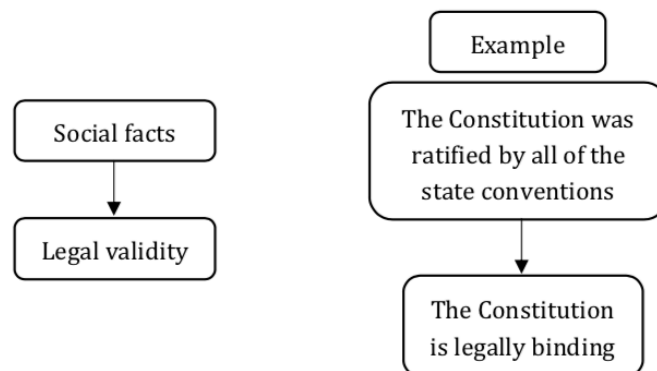 Social facts
Legal validity
Example
The Constitution was
ratified by all of the
state conventions
The Constitution
is legally binding